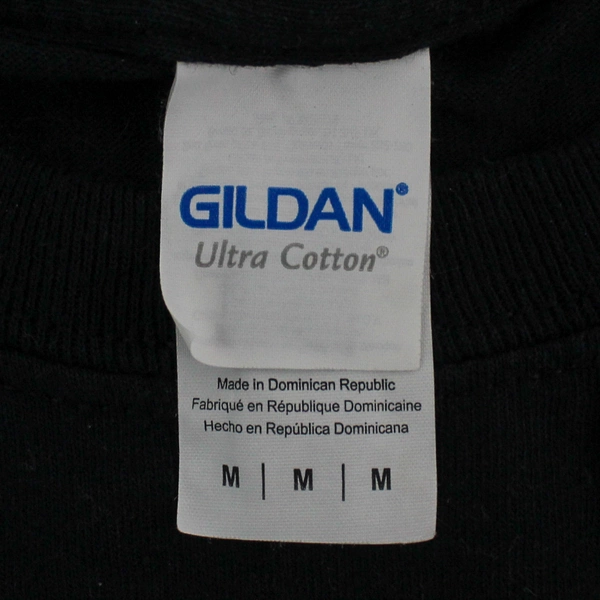 GILDAN®
Ultra Cotton®
Made in Dominican Republic
Fabriqué en République Dominicaine
Hecho en República Dominicana
M | M | M